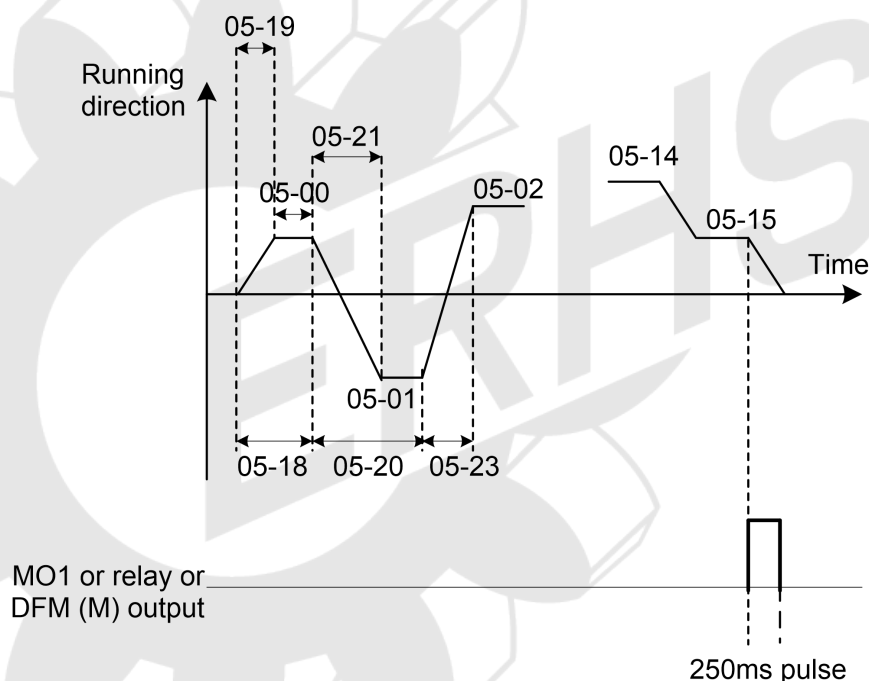 05-19
Running
direction
05-21
05-00
05-02
05-14
05-15
Time
05-01
05-18
05-20
05-23
MO1 or relay or
DFM (M) output
250ms pulse
ERHS